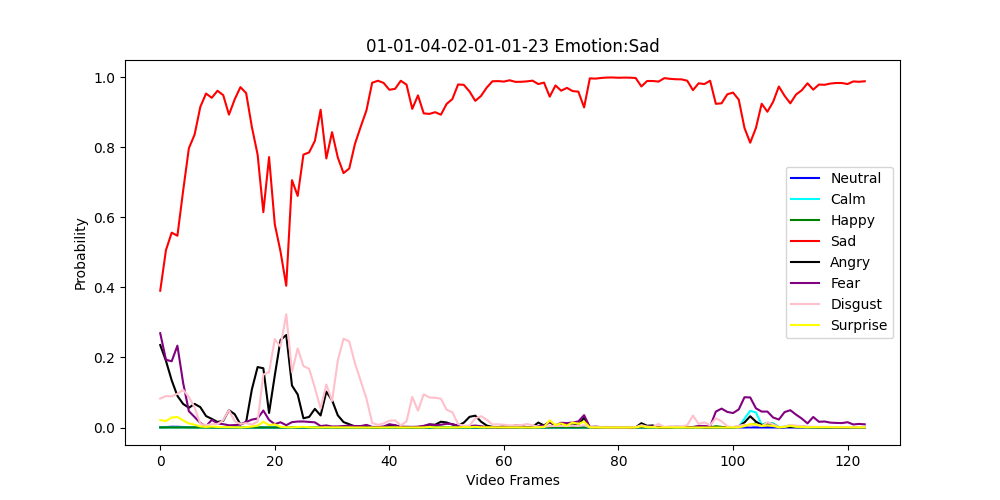 01-01-04-02-01-01-23 Emotion:Sad
Probability
1.0
0.8
0.6
0.4
0.2
0.0
Neutral
Calm
Happy
Sad
Angry
Fear
Disgust
Surprise
0 20 40 60 80 100 120
Video Frames